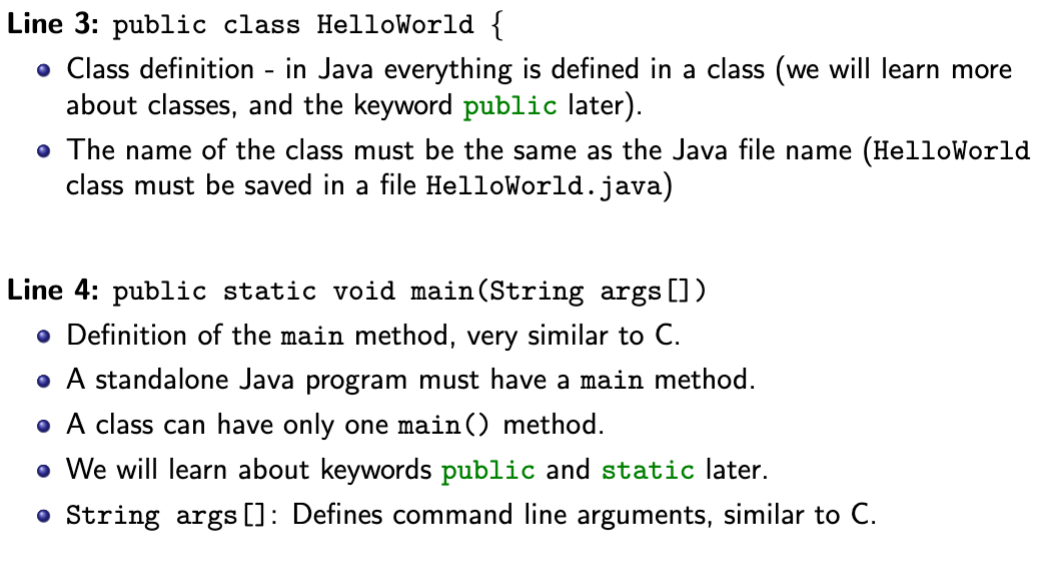 Line 3: public class HelloWorld {
Class definition - in Java everything is defined in a class (we will learn more
about classes, and the keyword public later).
The name of the class must be the same as the Java file name (HelloWorld
class must be saved in a file HelloWorld.java)
Line 4: public static void main(String args[])
Definition of the main method, very similar to C.
A standalone Java program must have a main method.
A class can have only one main() method.
We will learn about keywords public and static later.
String args[]: Defines command line arguments, similar to C.